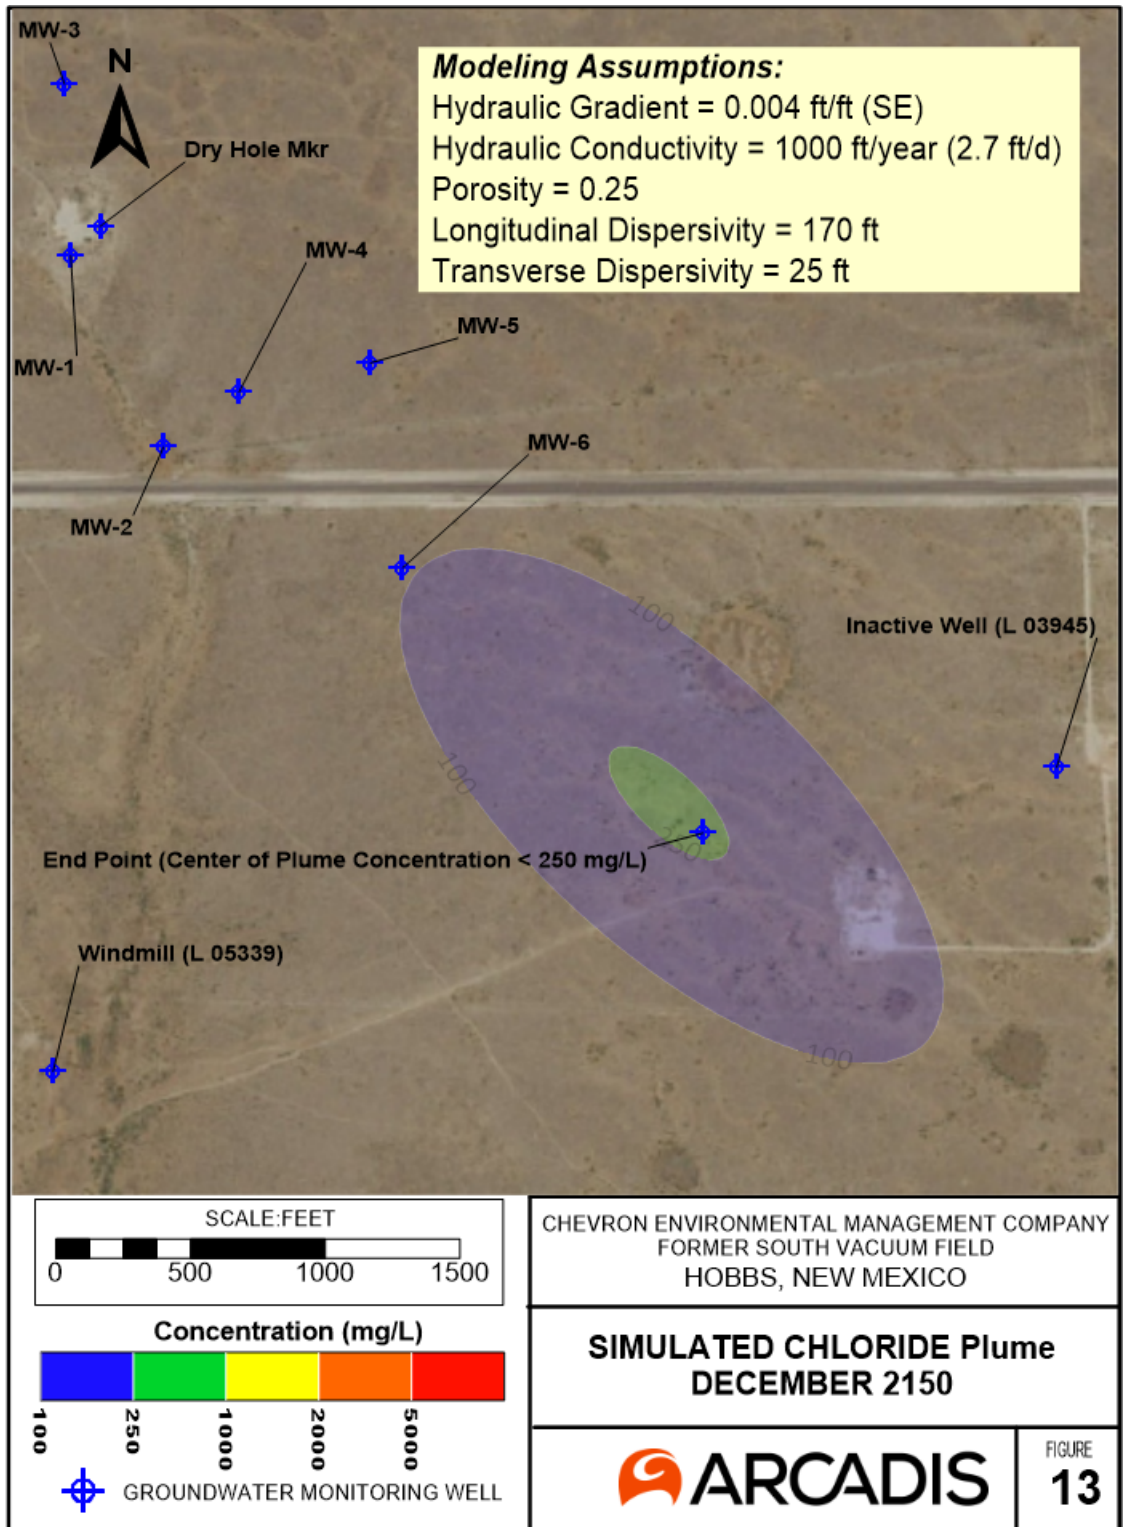 MW-3
N
Modeling Assumptions:
Hydraulic Gradient = 0.004 ft/ft (SE)
Hydraulic Conductivity = 1000 ft/year (2.7 ft/d)
Porosity = 0.25
Longitudinal Dispersivity = 170 ft
Transverse Dispersivity = 25 ft
Dry Hole Mkr
MW-4
MW-5
MW-1
MW-6
MW-2
100
Inactive Well (L 03945)
100
250
End Point (Center of Plume Concentration < 250 mg/L)
Windmill (L 05339)
100
SCALE:FEET
0 500 1000 1500
Concentration (mg/L)
100 250 1000 2000 5000
GROUNDWATER MONITORING WELL
CHEVRON ENVIRONMENTAL MANAGEMENT COMPANY
FORMER SOUTH VACUUM FIELD
HOBBS, NEW MEXICO
SIMULATED CHLORIDE Plume
DECEMBER 2150
ARCADIS
FIGURE
13